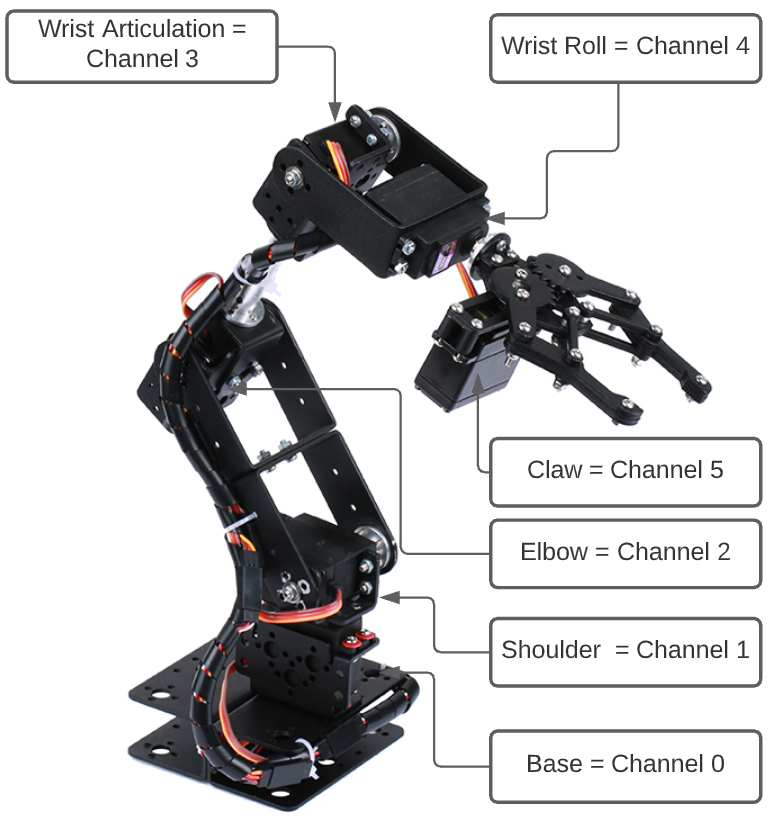 Wrist Articulation =
Channel 3
Wrist Roll = Channel 4
Claw = Channel 5
Elbow = Channel 2
Shoulder  = Channel 1
Base = Channel 0